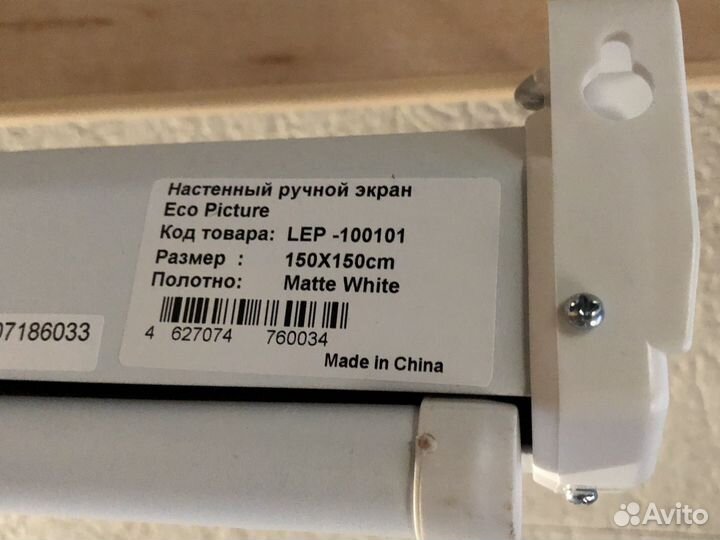 Настенный ручной экран
Eco Picture
Код товара: LEP -100101
Размер : 150X150cm
Полотно: Matte White
4 627074 760034
Made in China
07186033
Avito